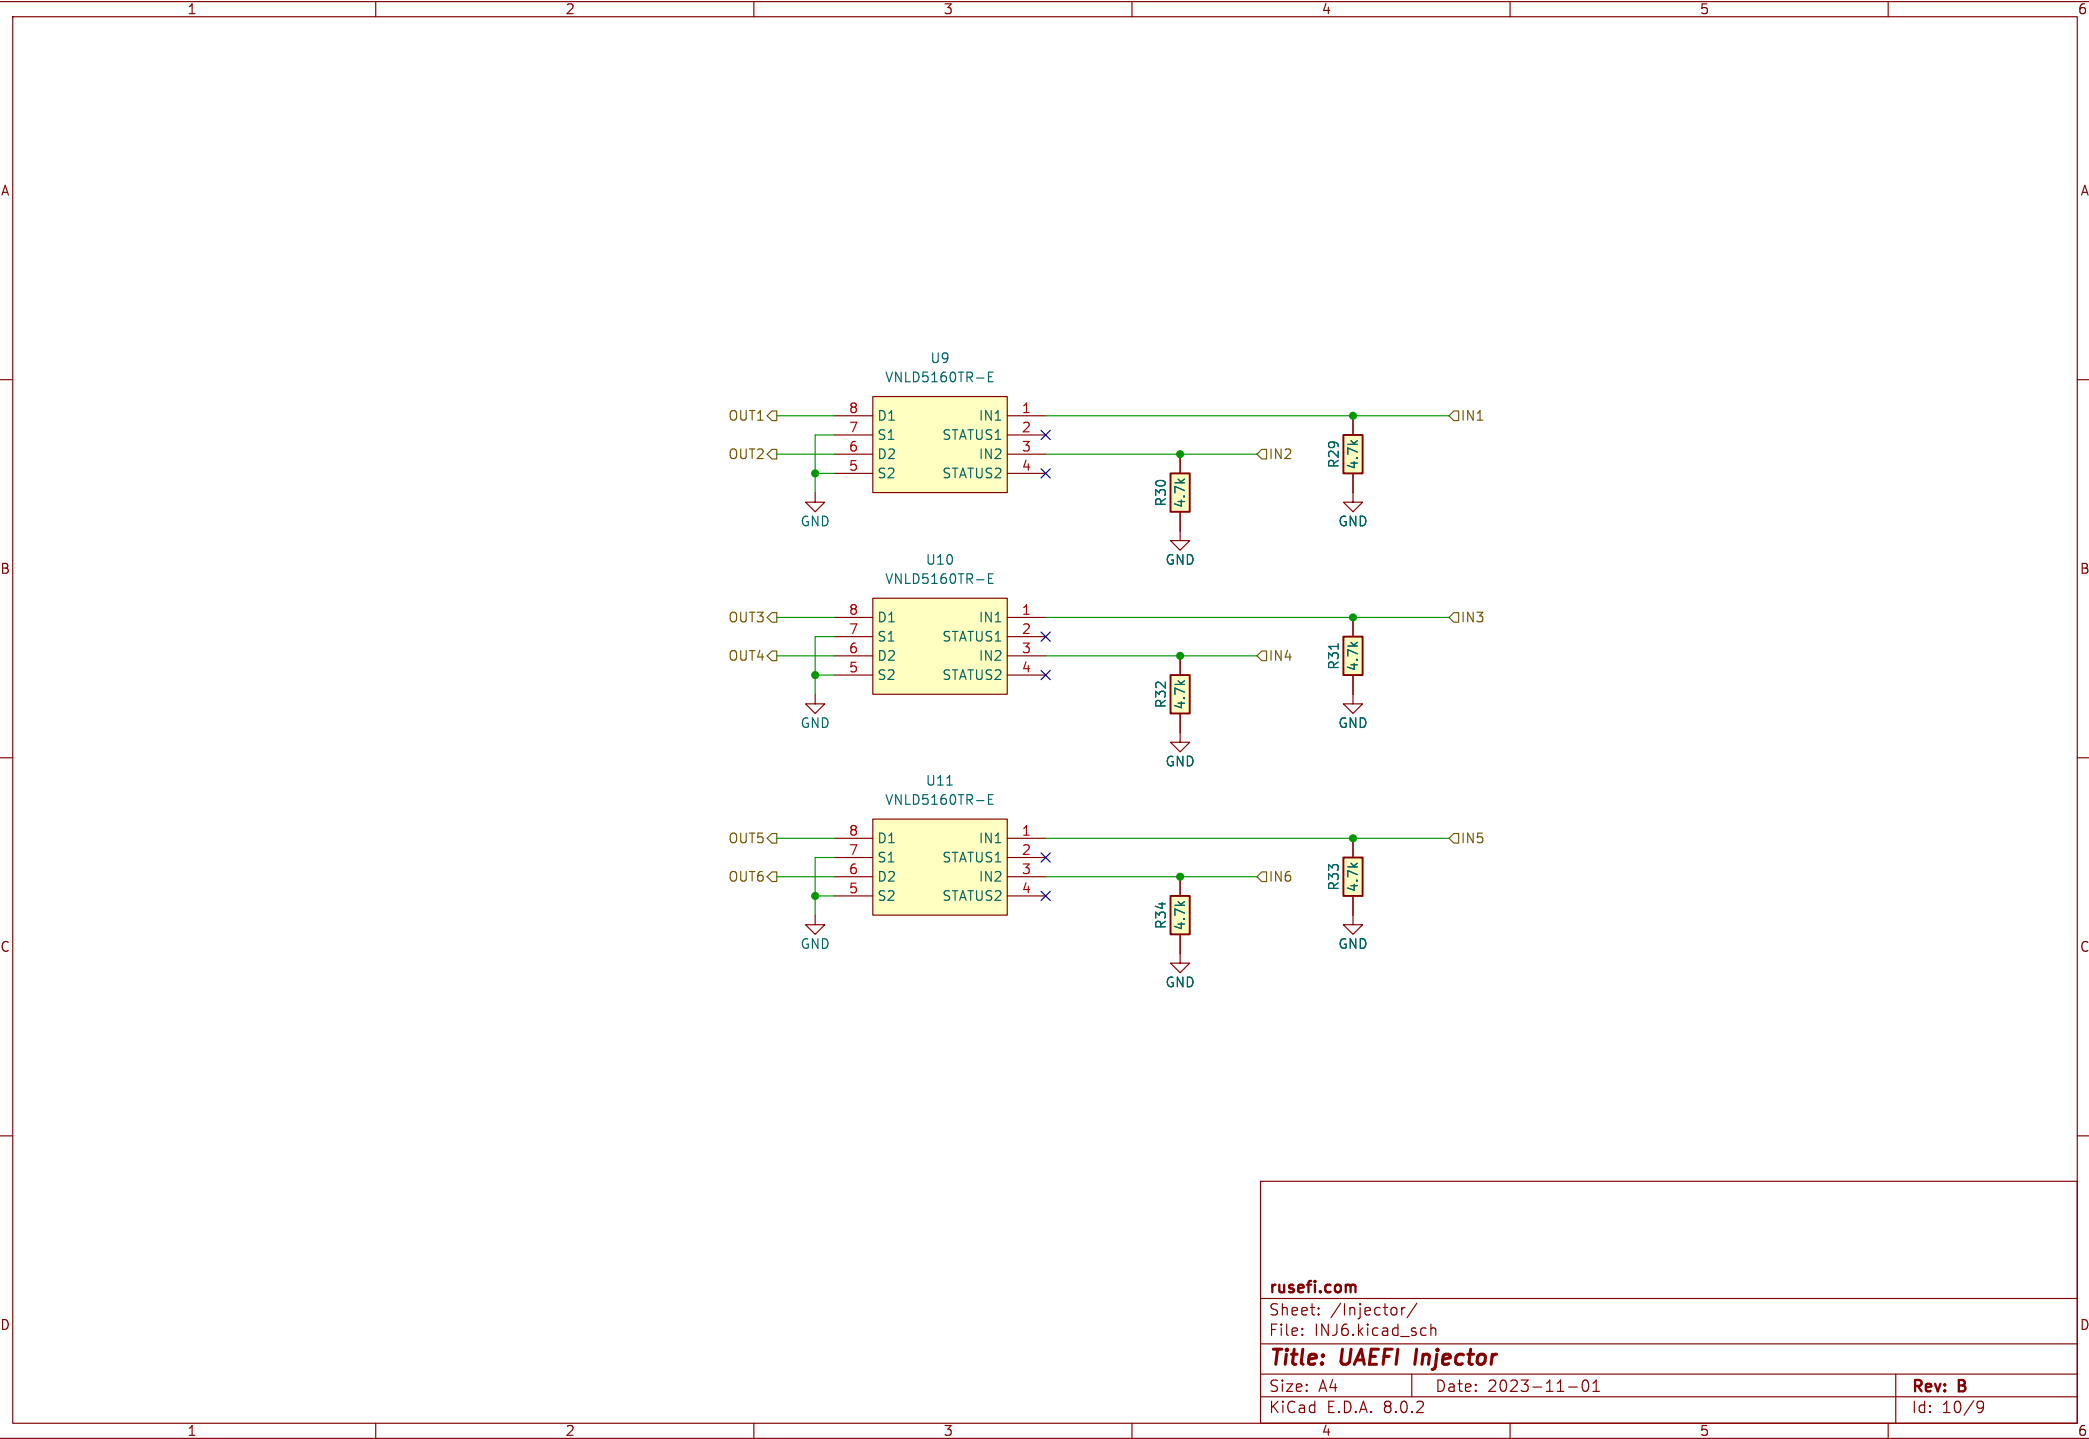 1 2 3 4 5 6
A A
U9
VNLD5160TR-E
OUT1 8 D1 IN1 1 IN1
7 S1 STATUS1 2
OUT2 6 D2 IN2 3 IN2
5 S2 STATUS2 4
R29 4.7k
R30 4.7k
GND GND
GND
B B
U10
VNLD5160TR-E
OUT3 8 D1 IN1 1 IN3
7 S1 STATUS1 2
OUT4 6 D2 IN2 3 IN4
5 S2 STATUS2 4
R31 4.7k
R32 4.7k
GND GND
GND
U11
VNLD5160TR-E
OUT5 8 D1 IN1 1 IN5
7 S1 STATUS1 2
OUT6 6 D2 IN2 3 IN6
5 S2 STATUS2 4
R33 4.7k
R34 4.7k
GND GND
C C
GND
rusefi.com
Sheet: /Injector/
File: INJ6.kicad_sch
D D
Title: UAEFI Injector
Size: A4 Date: 2023-11-01 Rev: B
KiCad E.D.A. 8.0.2 Id: 10/9
1 2 3 4 5 6